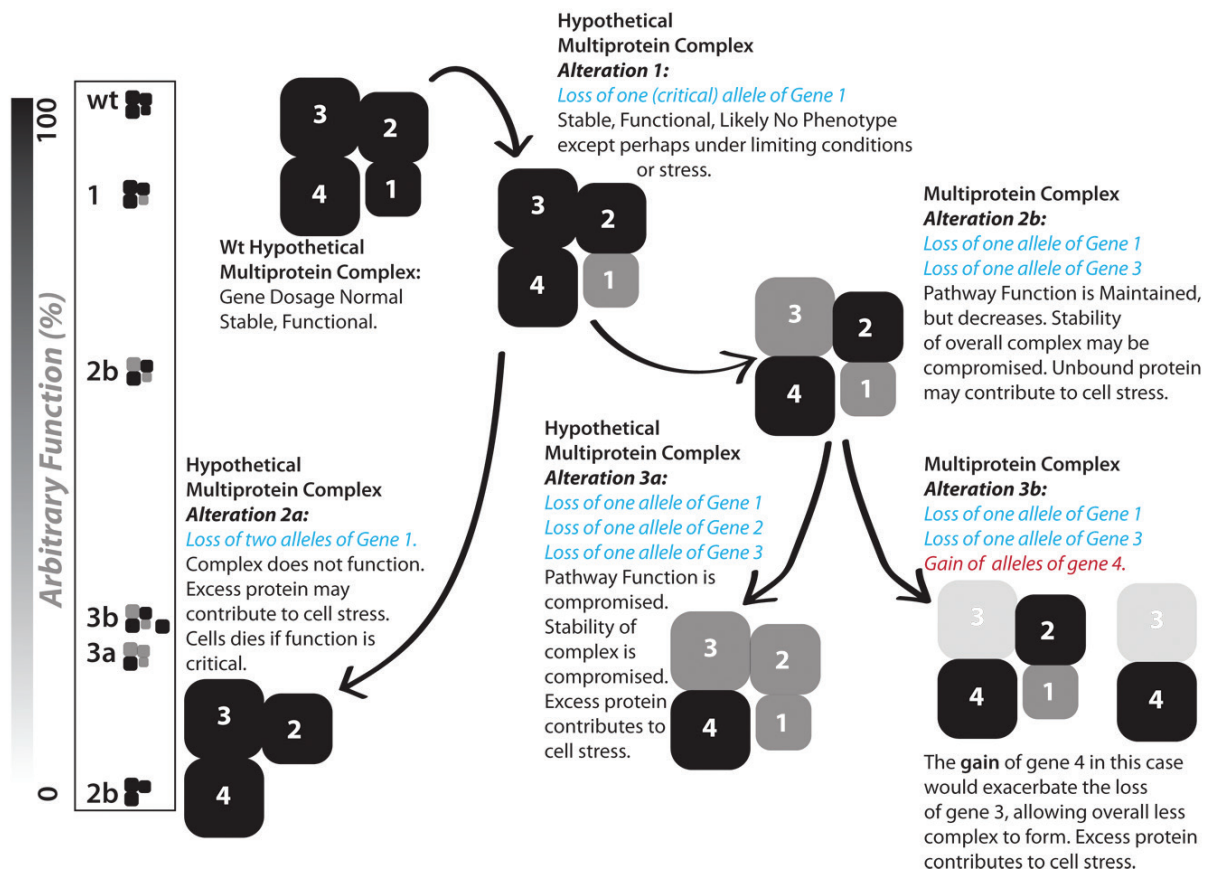 Arbitrary Function (%)
100
0
wt
1
2b
3b
3a
2b
3
2
4
1
Wt Hypothetical
Multiprotein Complex:
Gene Dosage Normal
Stable, Functional.
Hypothetical
Multiprotein Complex
Alteration 1:
Loss of one (critical) allele of Gene 1
Stable, Functional, Likely No Phenotype
except perhaps under limiting conditions
or stress.
3
2
4
1
Multiprotein Complex
Alteration 2b:
Loss of one allele of Gene 1
Loss of one allele of Gene 3
Pathway Function is Maintained,
but decreases. Stability
of overall complex may be
compromised. Unbound protein
may contribute to cell stress.
3
2
4
1
Hypothetical
Multiprotein Complex
Alteration 2a:
Loss of two alleles of Gene 1.
Complex does not function.
Excess protein may
contribute to cell stress.
Cells dies if function is
critical.
3
2
4
Hypothetical
Multiprotein Complex
Alteration 3a:
Loss of one allele of Gene 1
Loss of one allele of Gene 2
Loss of one allele of Gene 3
Pathway Function is
compromised.
Stability of
complex is
compromised.
Excess protein
contributes to
cell stress.
3
2
4
1
Multiprotein Complex
Alteration 3b:
Loss of one allele of Gene 1
Loss of one allele of Gene 3
Gain of alleles of gene 4.
3
2
4
1
3
4
The gain of gene 4 in this case
would exacerbate the loss
of gene 3, allowing overall less
complex to form. Excess protein
contributes to cell stress.